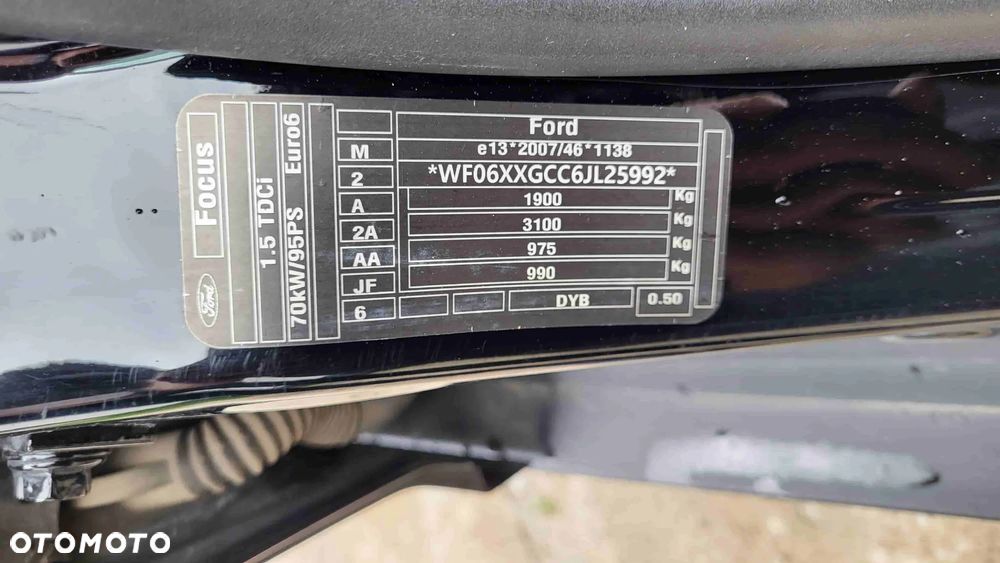 Ford
Focus
1.5 TDCi
70kW/95PS Euro6
Ford
M e13*2007/46*1138
2 *WF06XXGCC6JL25992*
A 1900 Kg
2A 3100 Kg
AA 975 Kg
JF 990 Kg
6 DYB 0.50
OTOMOTO